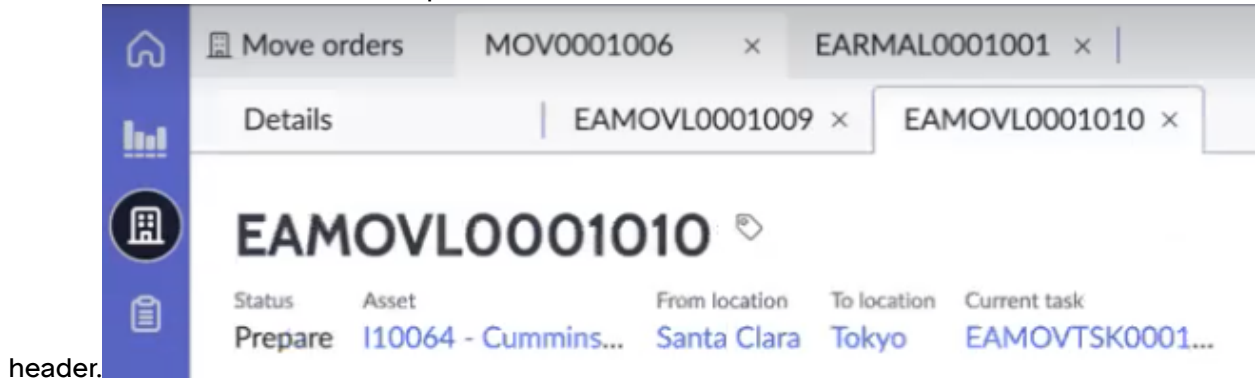 Move orders MOV0001006 × EARMAL0001001 ×
Details EAMOVL0001009 × EAMOVL0001010 ×
EAMOVL0001010
Status Asset From location To location Current task
Prepare I10064 - Cummins... Santa Clara Tokyo EAMOVTSK0001...
header.